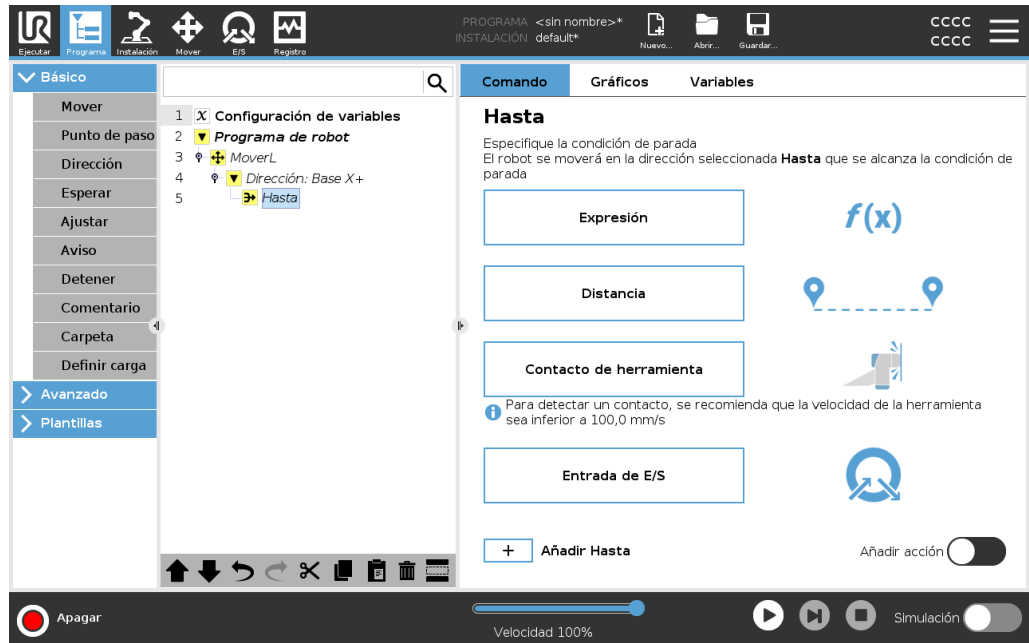 UR
PROGRAMA <sin nombre>*
INSTALACIÓN default*
CCCC
CCCC
Ejecutar Programa Instalación Mover E/S Registro Nuevo... Abrir... Guardar...
Básico
Mover
Punto de paso
Dirección
Esperar
Ajustar
Aviso
Detener
Comentario
Carpeta
Definir carga
Avanzado
Plantillas
1 X Configuración de variables
2 Programa de robot
3 MoverL
4 Dirección: Base X+
5 Hasta
Comando Gráficos Variables
Hasta
Especifique la condición de parada
El robot se moverá en la dirección seleccionada Hasta que se alcanza la condición de
parada
Expresión f(x)
Distancia
Contacto de herramienta
Para detectar un contacto, se recomienda que la velocidad de la herramienta
sea inferior a 100,0 mm/s
Entrada de E/S
+ Añadir Hasta Añadir acción
Apagar
Velocidad 100%
Simulación